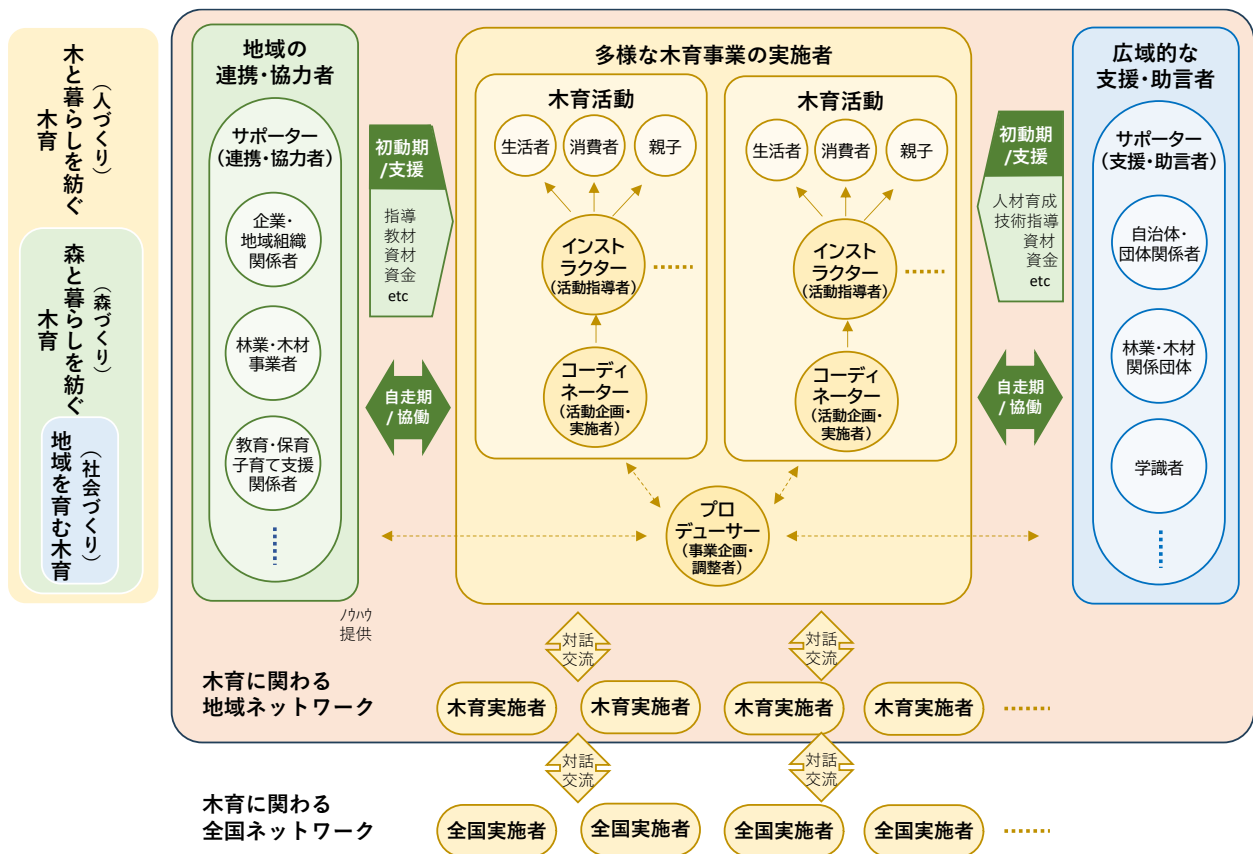 木と暮らしを紡ぐ
木育
（人づくり）
森と暮らしを紡ぐ
木育
（森づくり）
地域を育む木育
（社会づくり）
地域の
連携・協力者
サポーター
（連携・協力者）
企業・
地域組織
関係者
林業・木材
事業者
教育・保育
子育て支援
関係者
初動期
/支援
指導
教材
資材
資金
etc
自走期
/協働
多様な木育事業の実施者
木育活動
生活者
消費者
親子
インスト
ラクター
（活動指導者）
コーディ
ネーター
（活動企画・
実施者）
木育活動
生活者
消費者
親子
インスト
ラクター
（活動指導者）
コーディ
ネーター
（活動企画・
実施者）
プロ
デューサー
（事業企画・
調整者）
初動期
/支援
人材育成
技術指導
資材
資金
etc
自走期
/協働
広域的な
支援・助言者
サポーター
（支援・助言者）
自治体・
団体関係者
林業・木材
関係団体
学識者
ﾉｳﾊｳ
提供
対話
交流
対話
交流
木育に関わる
地域ネットワーク
木育実施者
木育実施者
木育実施者
木育実施者
対話
交流
対話
交流
木育に関わる
全国ネットワーク
全国実施者
全国実施者
全国実施者
全国実施者